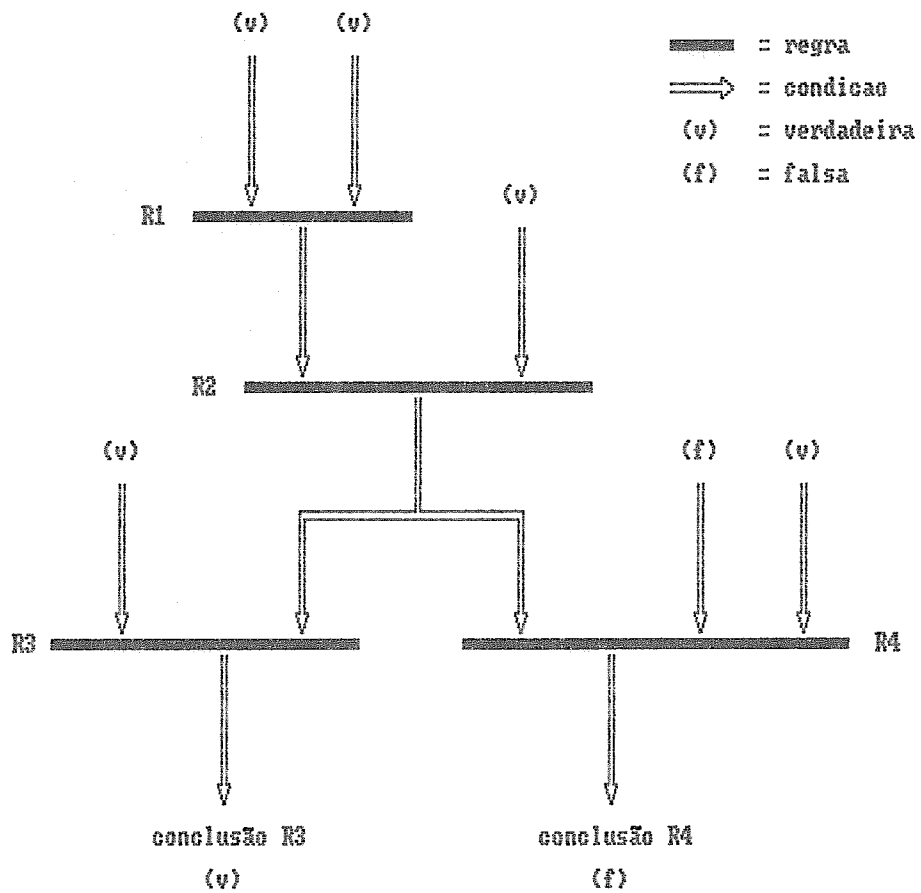 (v) (v)
= regra
= condicao
(v) = verdadeira
(f) = falsa
R1
(v)
R2
(v)
(f) (v)
R3
R4
conclusão R3
(v)
conclusão R4
(f)